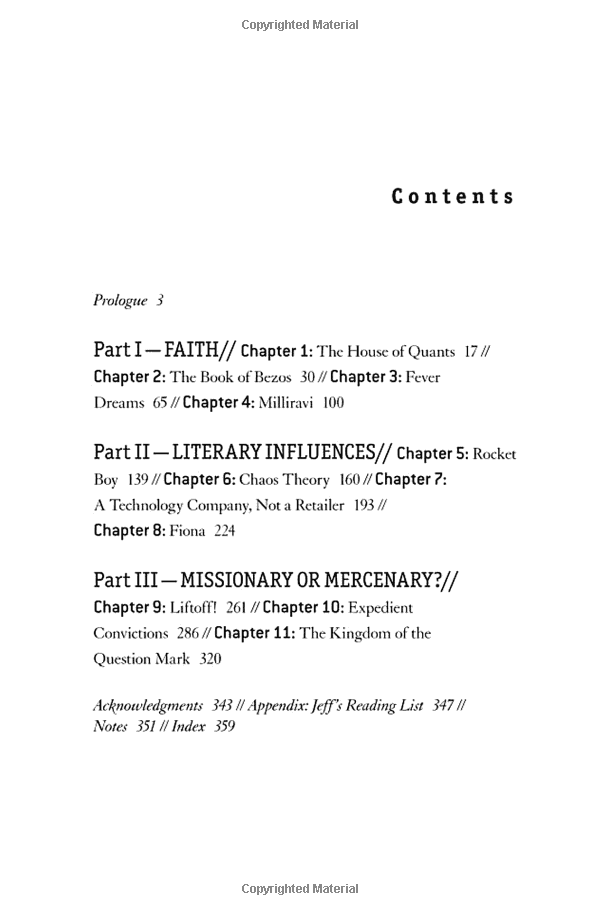 Copyrighted Material
Contents
Prologue 3
Part I — FAITH// Chapter 1: The House of Quants 17 //
Chapter 2: The Book of Bezos 30 // Chapter 3: Fever
Dreams 65 // Chapter 4: Milliravi 100
Part II — LITERARY INFLUENCES// Chapter 5: Rocket
Boy 139 // Chapter 6: Chaos Theory 160 // Chapter 7:
A Technology Company, Not a Retailer 193 //
Chapter 8: Fiona 224
Part III — MISSIONARY OR MERCENARY?//
Chapter 9: Liftoff! 261 // Chapter 10: Expedient
Convictions 286 // Chapter 11: The Kingdom of the
Question Mark 320
Acknowledgments 343 // Appendix: Jeff's Reading List 347 //
Notes 351 // Index 359
Copyrighted Material